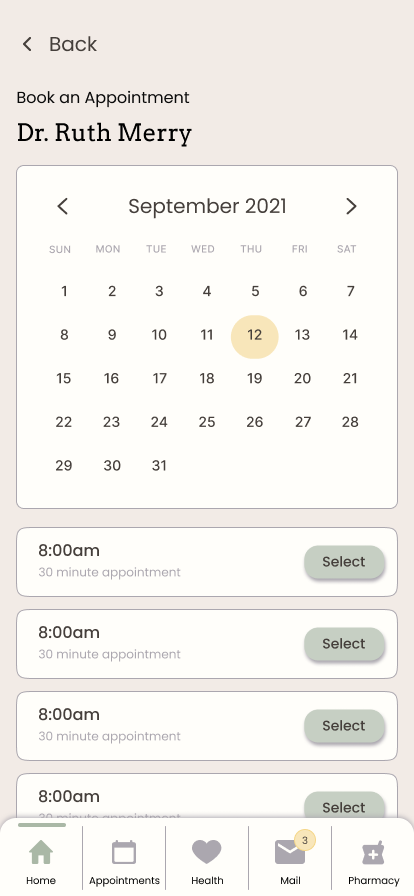 Back
Book an Appointment
Dr. Ruth Merry
September 2021
SUN MON TUE WED THU FRI SAT
1 2 3 4 5 6 7
8 9 10 11 12 13 14
15 16 17 18 19 20 21
22 23 24 25 26 27 28
29 30 31
8:00am
30 minute appointment
Select
8:00am
30 minute appointment
Select
8:00am
30 minute appointment
Select
8:00am
30 minute appointment
Select
3
Home Appointments Health Mail Pharmacy